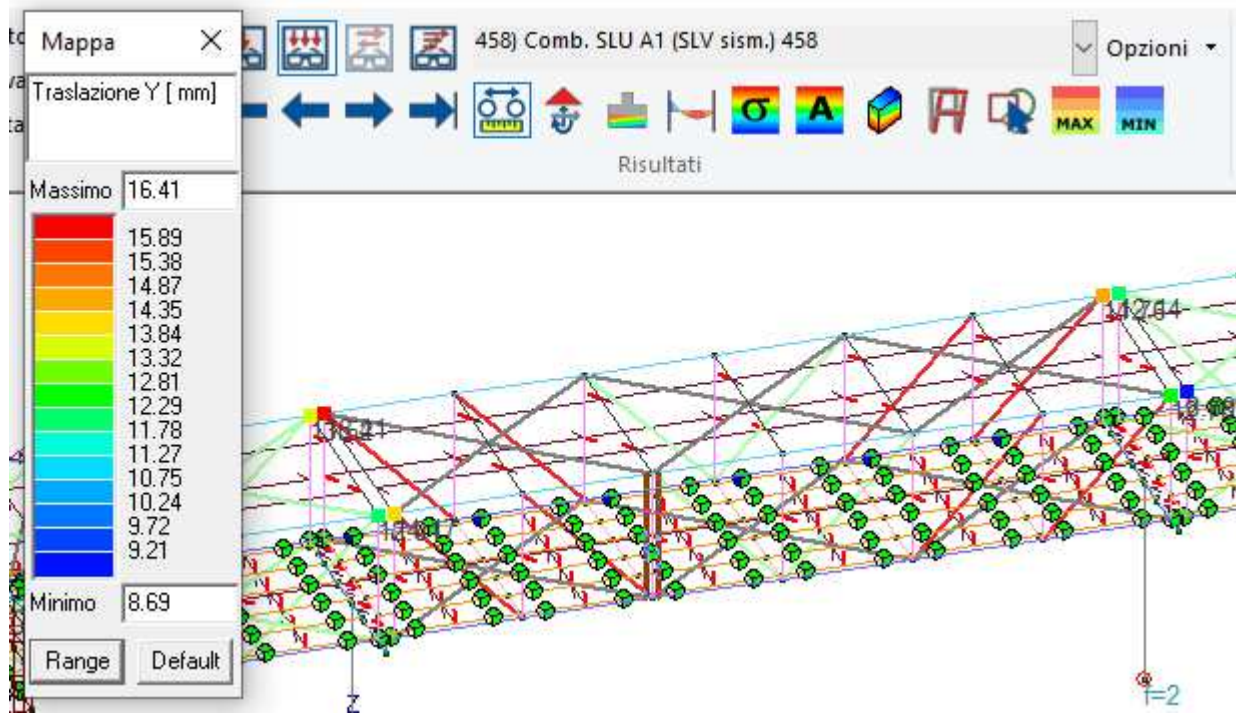 Mappa
458) Comb. SLU A1 (SLV sism.) 458
Opzioni
Traslazione Y [ mm]
σ
A
MAX
MIN
Risultati
Massimo 16.41
15.89
15.38
14.87
14.35
13.84
13.32
12.81
12.29
11.78
11.27
10.75
10.24
9.72
9.21
Minimo 8.69
Range
Default
Z
f=2